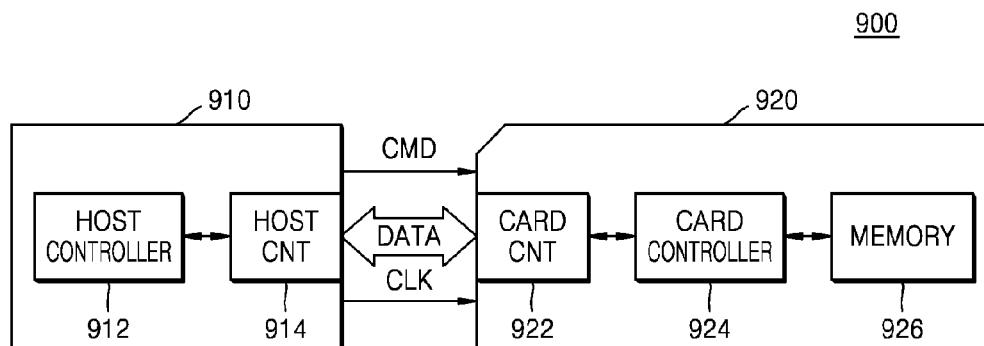 900
910
920
CMD
HOST
CONTROLLER
HOST
CNT
DATA
CARD
CNT
CARD
CONTROLLER
MEMORY
CLK
912
914
922
924
926